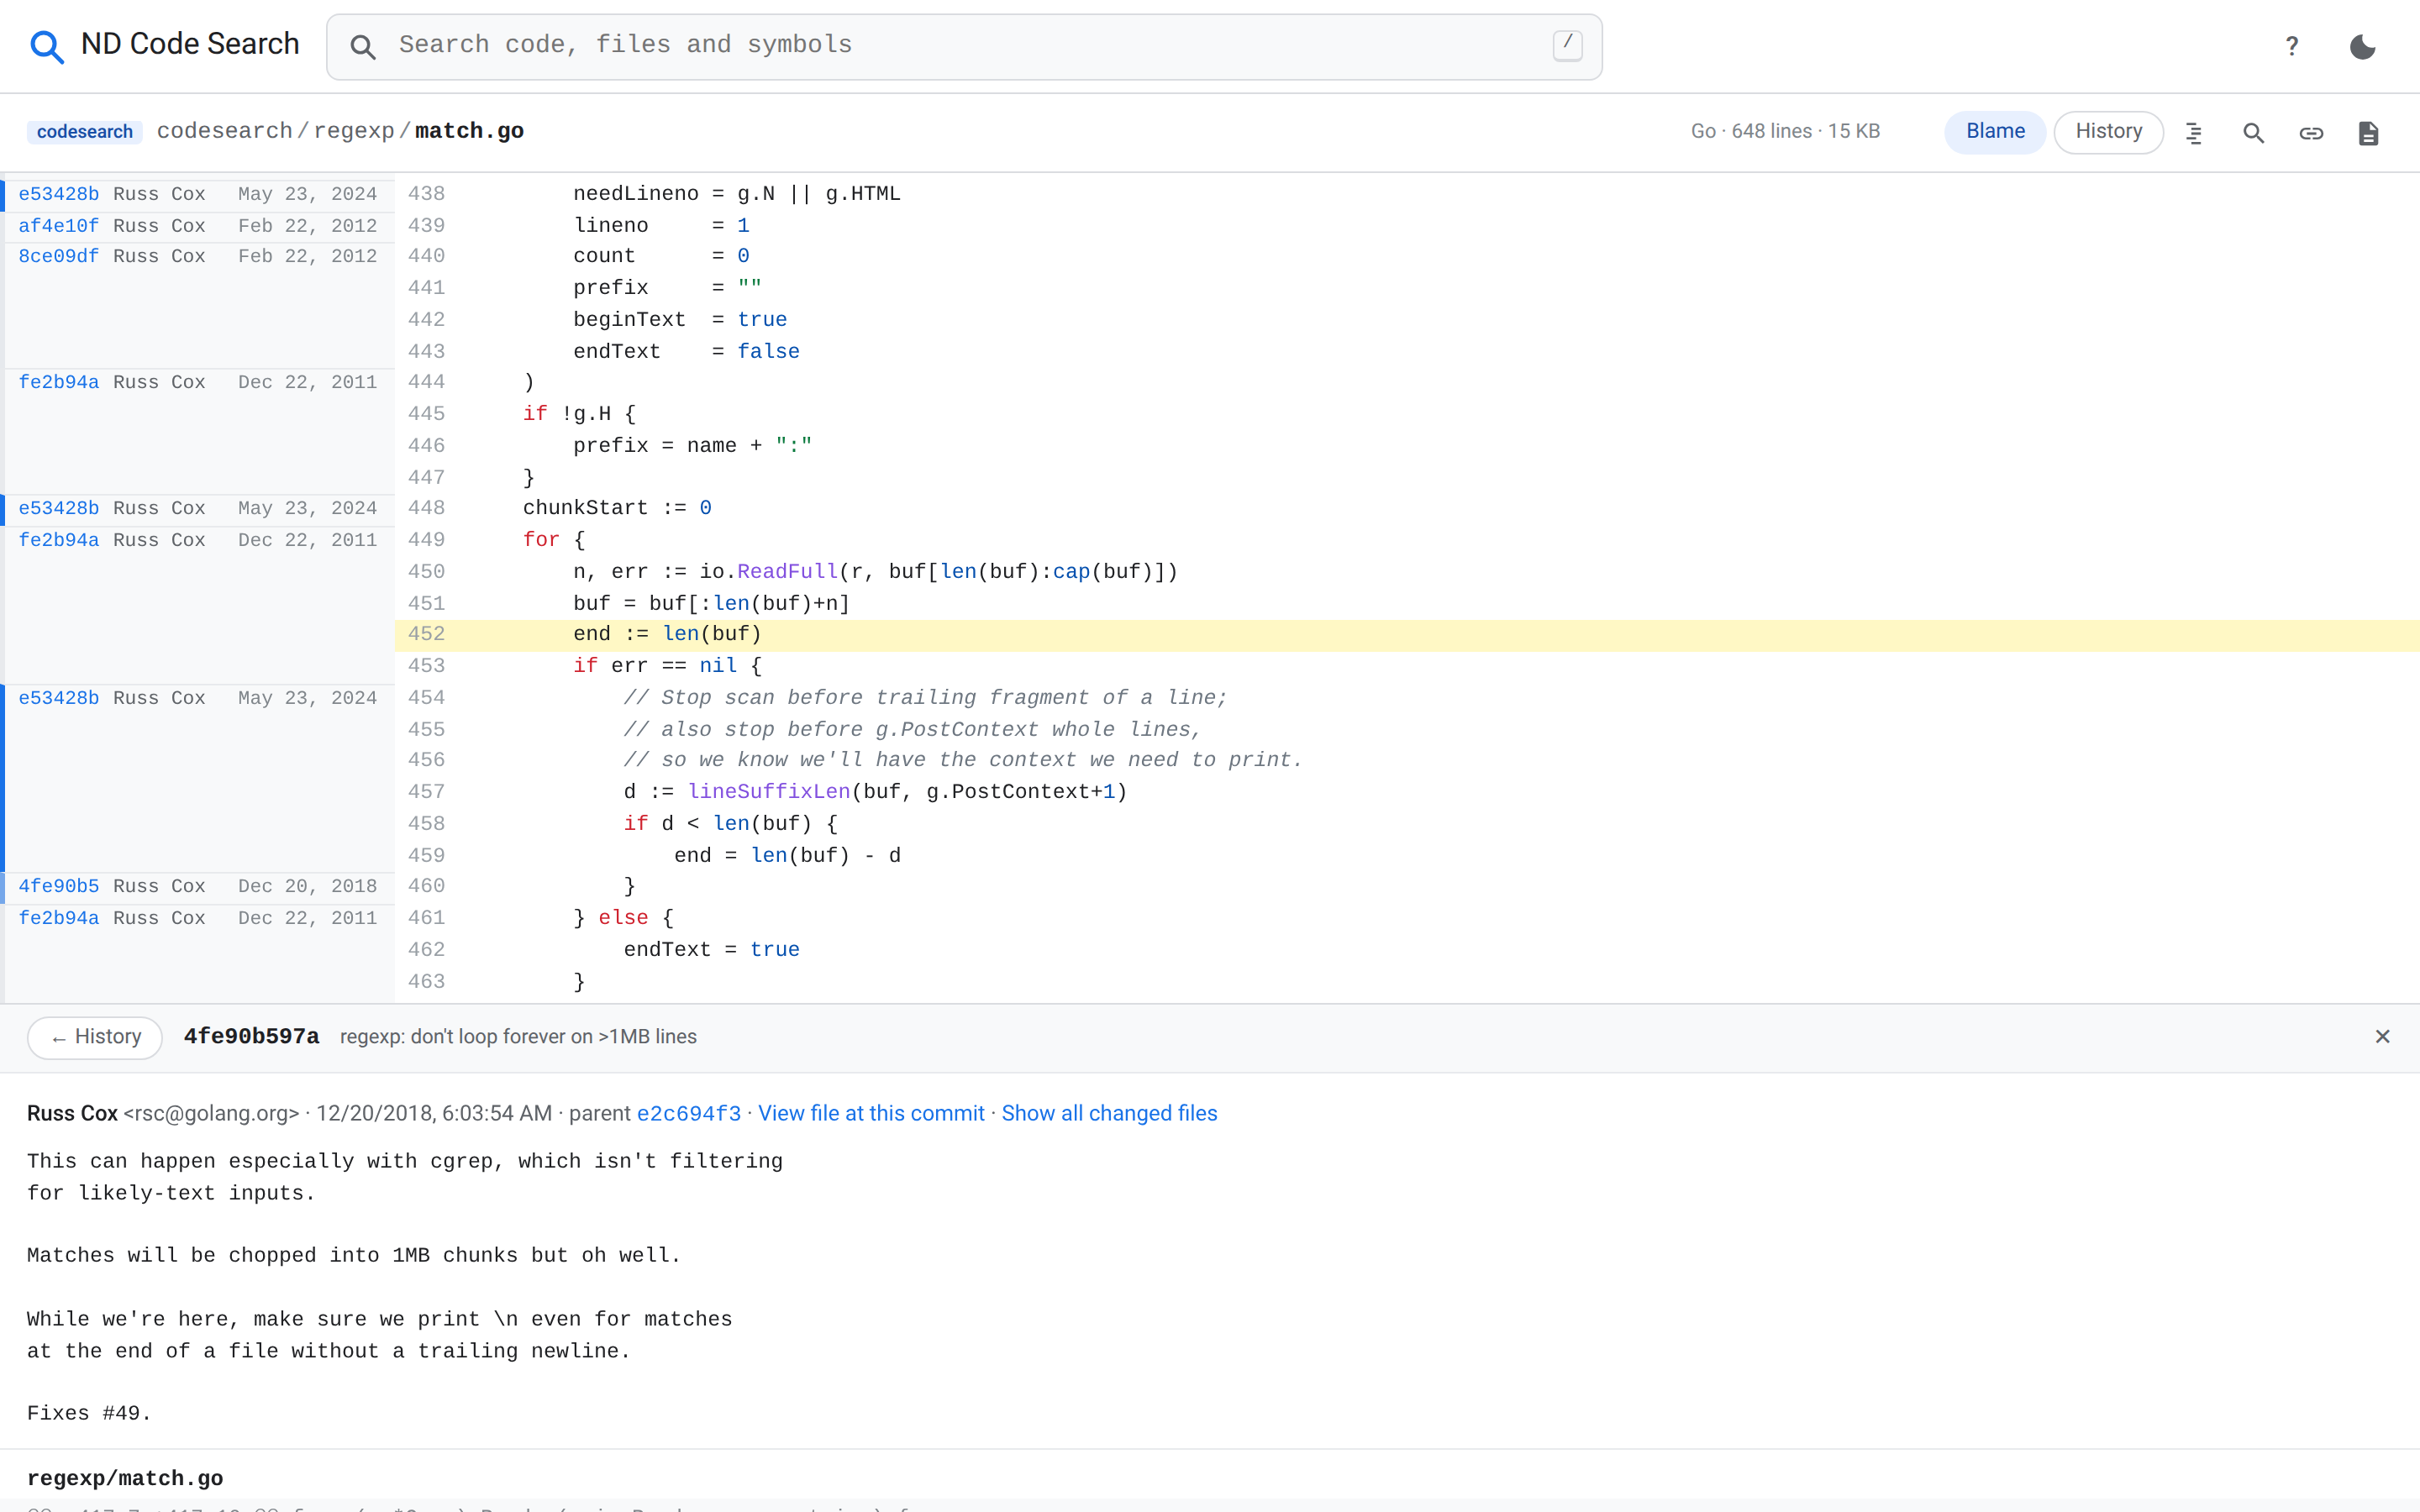 ND Code Search
Search code, files and symbols
/
?
codesearch codesearch/regexp/match.go
Go · 648 lines · 15 KB
Blame
History
e53428b Russ Cox May 23, 2024 438 needLineno = g.N || g.HTML
af4e10f Russ Cox Feb 22, 2012 439 lineno = 1
8ce09df Russ Cox Feb 22, 2012 440 count = 0
441 prefix = ""
442 beginText = true
443 endText = false
fe2b94a Russ Cox Dec 22, 2011 444 )
445 if !g.H {
446 prefix = name + ":"
447 }
e53428b Russ Cox May 23, 2024 448 chunkStart := 0
fe2b94a Russ Cox Dec 22, 2011 449 for {
450 n, err := io.ReadFull(r, buf[len(buf):cap(buf)])
451 buf = buf[:len(buf)+n]
452 end := len(buf)
453 if err == nil {
e53428b Russ Cox May 23, 2024 454 // Stop scan before trailing fragment of a line;
455 // also stop before g.PostContext whole lines,
456 // so we know we'll have the context we need to print.
457 d := lineSuffixLen(buf, g.PostContext+1)
458 if d < len(buf) {
459 end = len(buf) - d
4fe90b5 Russ Cox Dec 20, 2018 460 }
fe2b94a Russ Cox Dec 22, 2011 461 } else {
462 endText = true
463 }
← History 4fe90b597a regexp: don't loop forever on >1MB lines ✕
Russ Cox <rsc@golang.org> · 12/20/2018, 6:03:54 AM · parent e2c694f3 · View file at this commit · Show all changed files
This can happen especially with cgrep, which isn't filtering
for likely-text inputs.
Matches will be chopped into 1MB chunks but oh well.
While we're here, make sure we print \n even for matches
at the end of a file without a trailing newline.
Fixes #49.
regexp/match.go